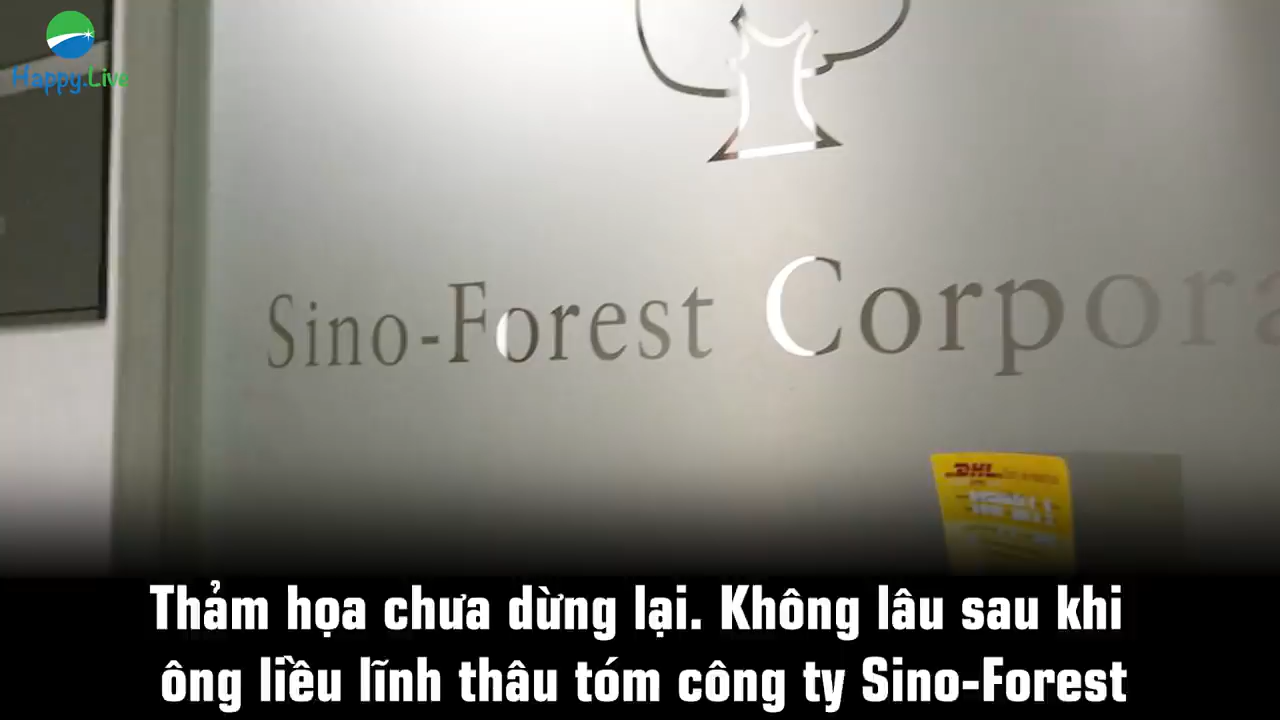 Happy.Live
Sino-Forest Corpora
DHL
Thảm họa chưa dừng lại. Không lâu sau khi
ông liều lĩnh thâu tóm công ty Sino-Forest